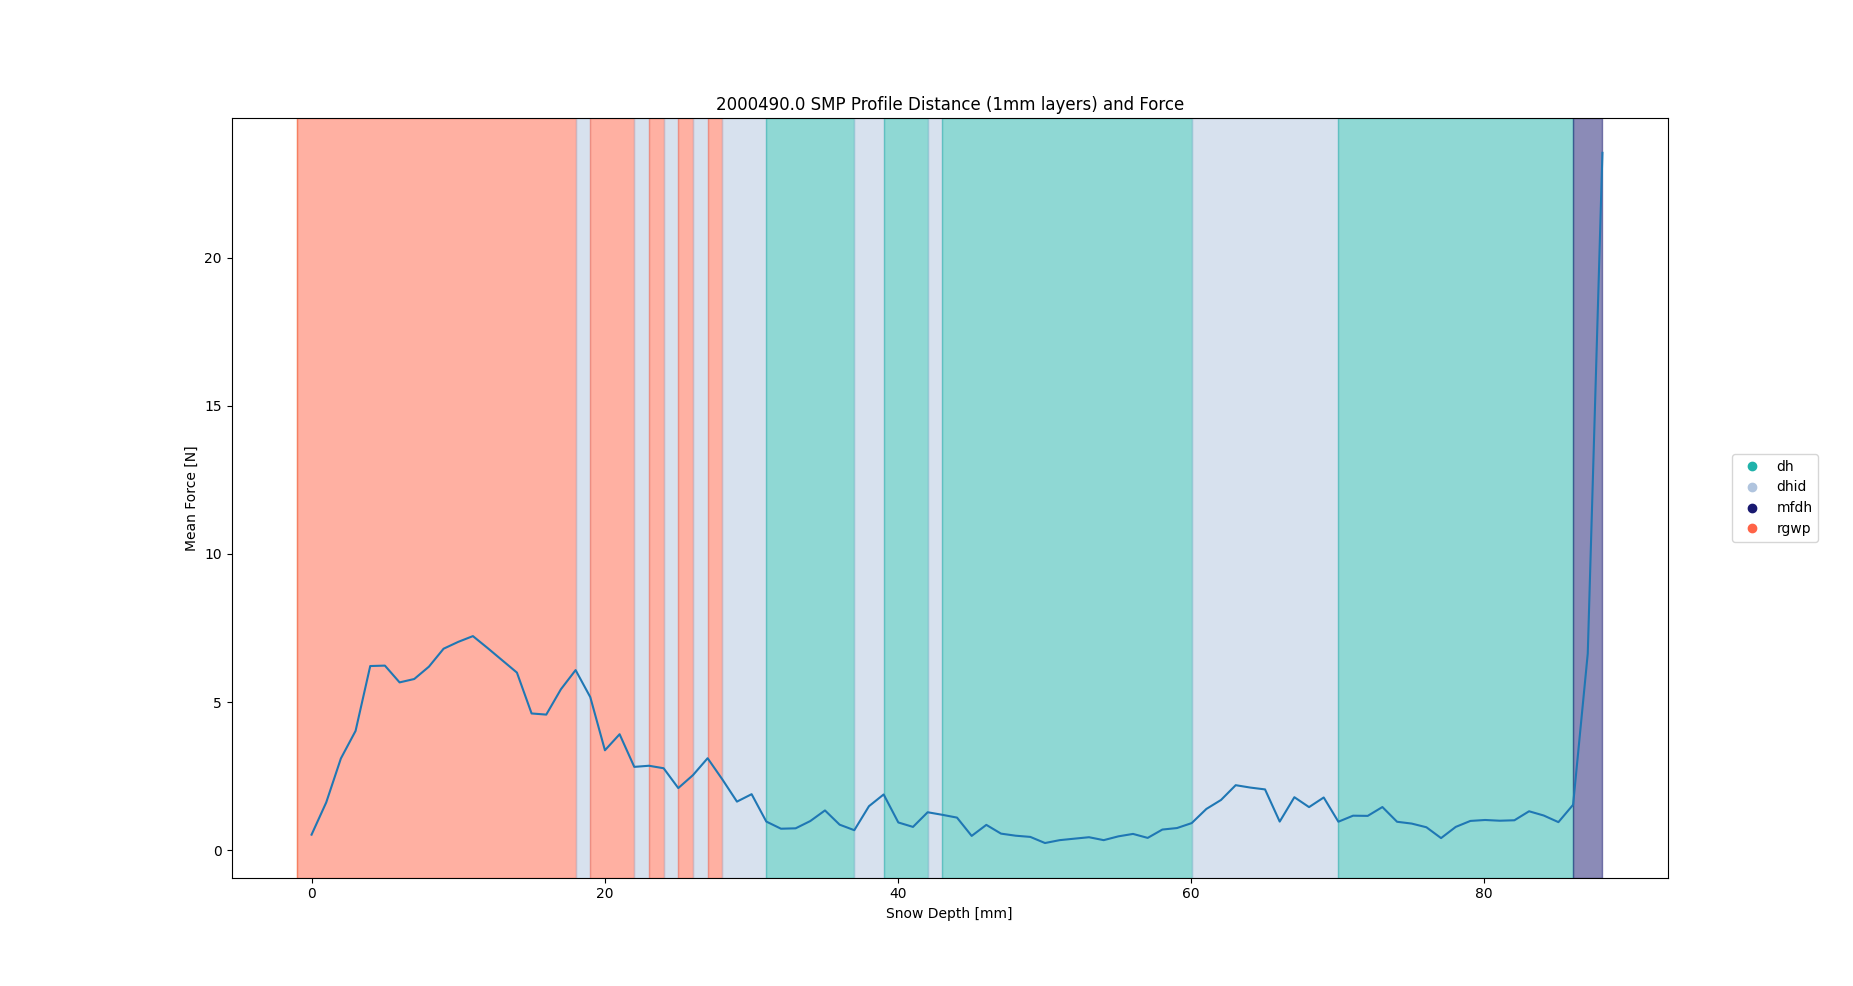 2000490.0 SMP Profile Distance (1mm layers) and Force
Mean Force [N]
20
15
10
5
0
0 20 40 60 80
Snow Depth [mm]
dh
dhid
mfdh
rgwp